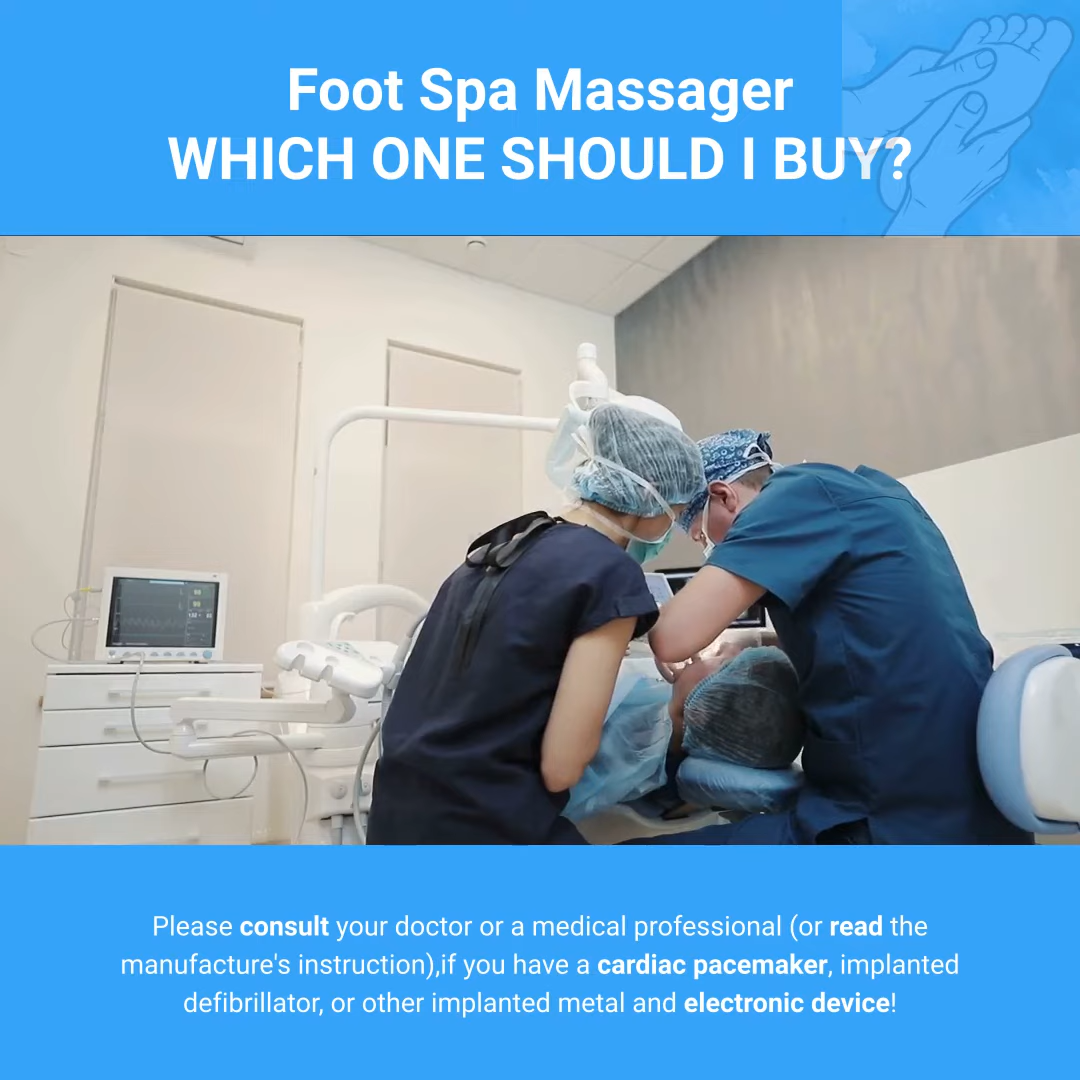 Foot Spa Massager
WHICH ONE SHOULD I BUY?
Please consult your doctor or a medical professional (or read the
manufacture's instruction),if you have a cardiac pacemaker, implanted
defibrillator, or other implanted metal and electronic device!